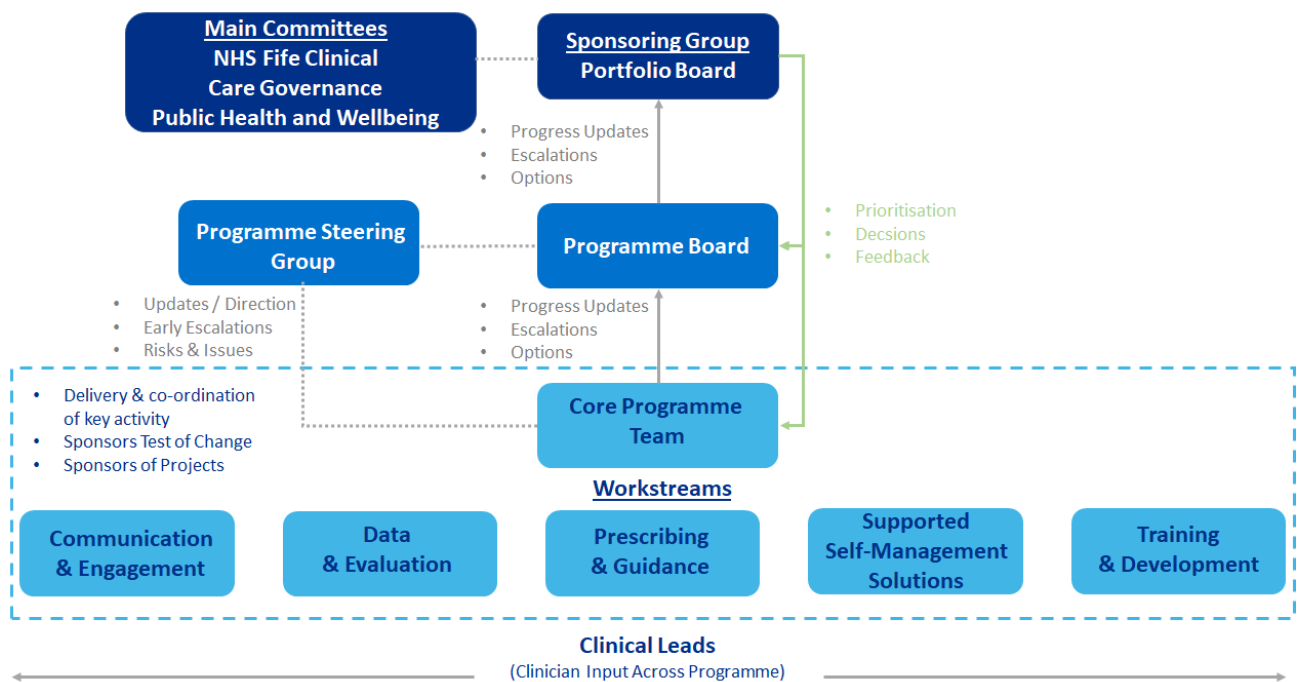 Main Committees
NHS Fife Clinical
Care Governance
Public Health and Wellbeing
Sponsoring Group
Portfolio Board
• Progress Updates
• Escalations
• Options
Programme Steering
Group
Programme Board
• Prioritisation
• Decsions
• Feedback
• Updates / Direction
• Early Escalations
• Risks & Issues
• Progress Updates
• Escalations
• Options
• Delivery & co-ordination
of key activity
• Sponsors Test of Change
• Sponsors of Projects
Core Programme
Team
Workstreams
Communication
& Engagement
Data
& Evaluation
Prescribing
& Guidance
Supported
Self-Management
Solutions
Training
& Development
Clinical Leads
(Clinician Input Across Programme)